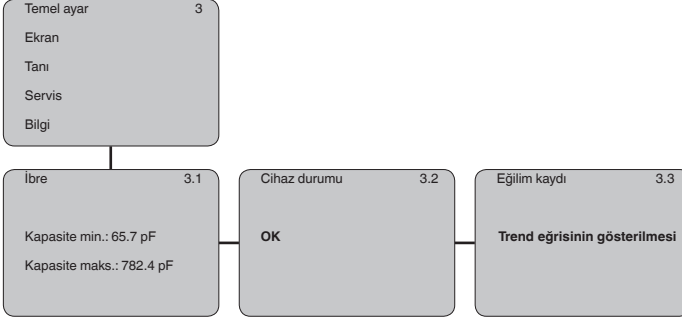 Temel ayar 3
Ekran
Tanı
Servis
Bilgi
İbre 3.1
Kapasite min.: 65.7 pF
Kapasite maks.: 782.4 pF
Cihaz durumu 3.2
OK
Eğilim kaydı 3.3
Trend eğrisinin gösterilmesi